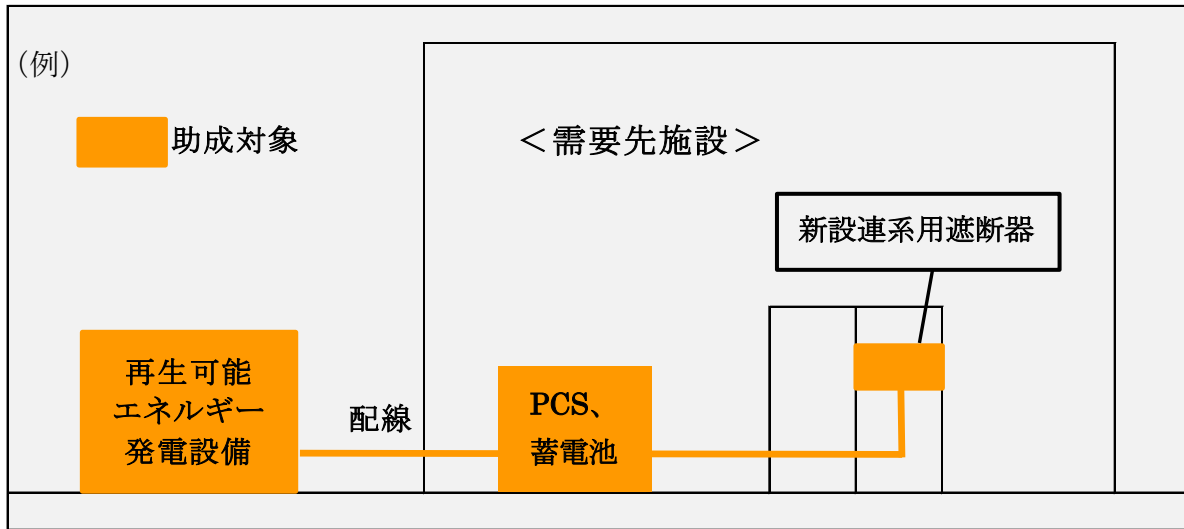 （例）
助成対象
＜需要先施設＞
新設連系用遮断器
再生可能
エネルギー
発電設備
配線
PCS、
蓄電池